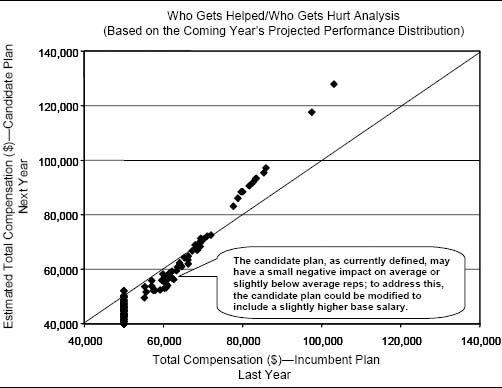 Who Gets Helped/Who Gets Hurt Analysis
(Based on the Coming Year's Projected Performance Distribution)
Estimated Total Compensation ($)—Candidate Plan
Next Year
140,000
120,000
100,000
80,000
60,000
40,000
The candidate plan, as currently defined, may
have a small negative impact on average or
slightly below average reps; to address this,
the candidate plan could be modified to
include a slightly higher base salary.
40,000 60,000 80,000 100,000 120,000 140,000
Total Compensation ($)—Incumbent Plan
Last Year